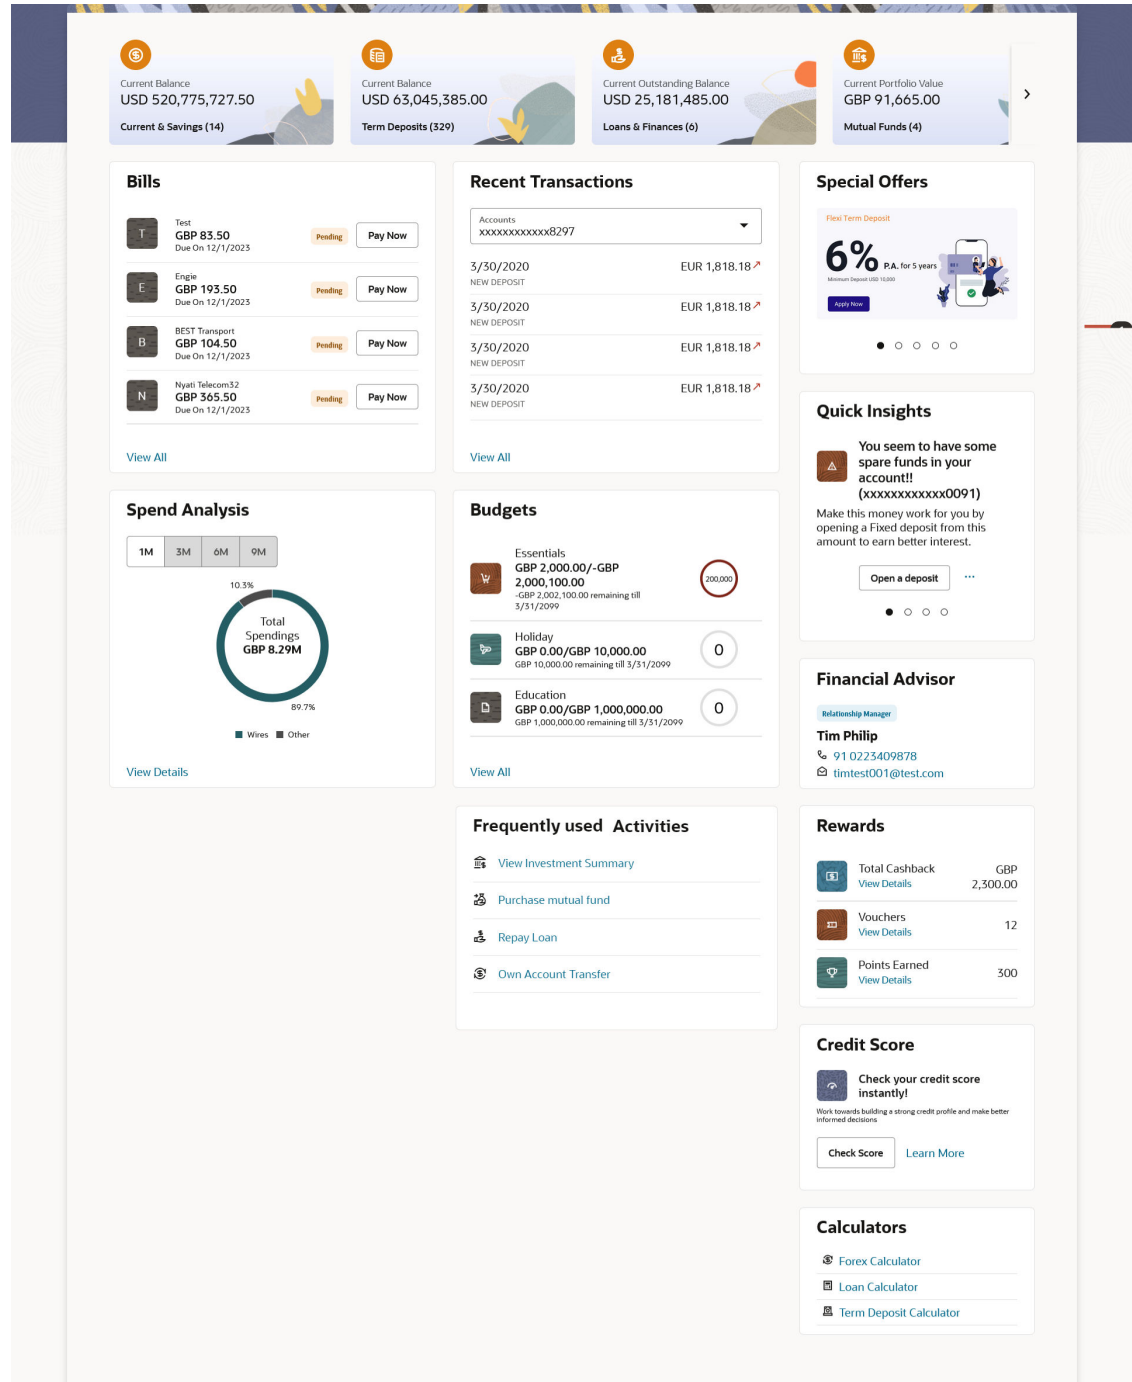 Current Balance
USD 520,775,727.50
Current & Savings (14)
Current Balance
USD 63,045,385.00
Term Deposits (329)
Current Outstanding Balance
USD 25,181,485.00
Loans & Finances (6)
Current Portfolio Value
GBP 91,665.00
Mutual Funds (4)
Bills
T
Test
GBP 83.50
Due On 12/1/2023
Pending
Pay Now
E
Engie
GBP 193.50
Due On 12/1/2023
Pending
Pay Now
B
BEST Transport
GBP 104.50
Due On 12/1/2023
Pending
Pay Now
N
Nyati Telecom32
GBP 365.50
Due On 12/1/2023
Pending
Pay Now
View All
Recent Transactions
Accounts
xxxxxxxxxxxx8297
3/30/2020 EUR 1,818.18
NEW DEPOSIT
3/30/2020 EUR 1,818.18
NEW DEPOSIT
3/30/2020 EUR 1,818.18
NEW DEPOSIT
3/30/2020 EUR 1,818.18
NEW DEPOSIT
View All
Special Offers
Flexi Term Deposit
6% P.A. for 5 years
Minimum Deposit USD 10,000
Apply Now
Quick Insights
You seem to have some
spare funds in your
account!!
(xxxxxxxxxxxx0091)
Make this money work for you by
opening a Fixed deposit from this
amount to earn better interest.
Open a deposit
Spend Analysis
1M 3M 6M 9M
10.3%
Total
Spendings
GBP 8.29M
89.7%
Wires Other
View Details
Budgets
Essentials
GBP 2,000.00/-GBP
2,000,100.00
-GBP 2,002,100.00 remaining till
3/31/2099
200,000
Holiday
GBP 0.00/GBP 10,000.00
GBP 10,000.00 remaining till 3/31/2099
0
Education
GBP 0.00/GBP 1,000,000.00
GBP 1,000,000.00 remaining till 3/31/2099
0
View All
Financial Advisor
Relationship Manager
Tim Philip
91 0223409878
timtest001@test.com
Frequently used Activities
View Investment Summary
Purchase mutual fund
Repay Loan
Own Account Transfer
Rewards
Total Cashback
View Details
GBP
2,300.00
Vouchers
View Details
12
Points Earned
View Details
300
Credit Score
Check your credit score
instantly!
Work towards building a strong credit profile and make better
informed decisions
Check Score
Learn More
Calculators
Forex Calculator
Loan Calculator
Term Deposit Calculator